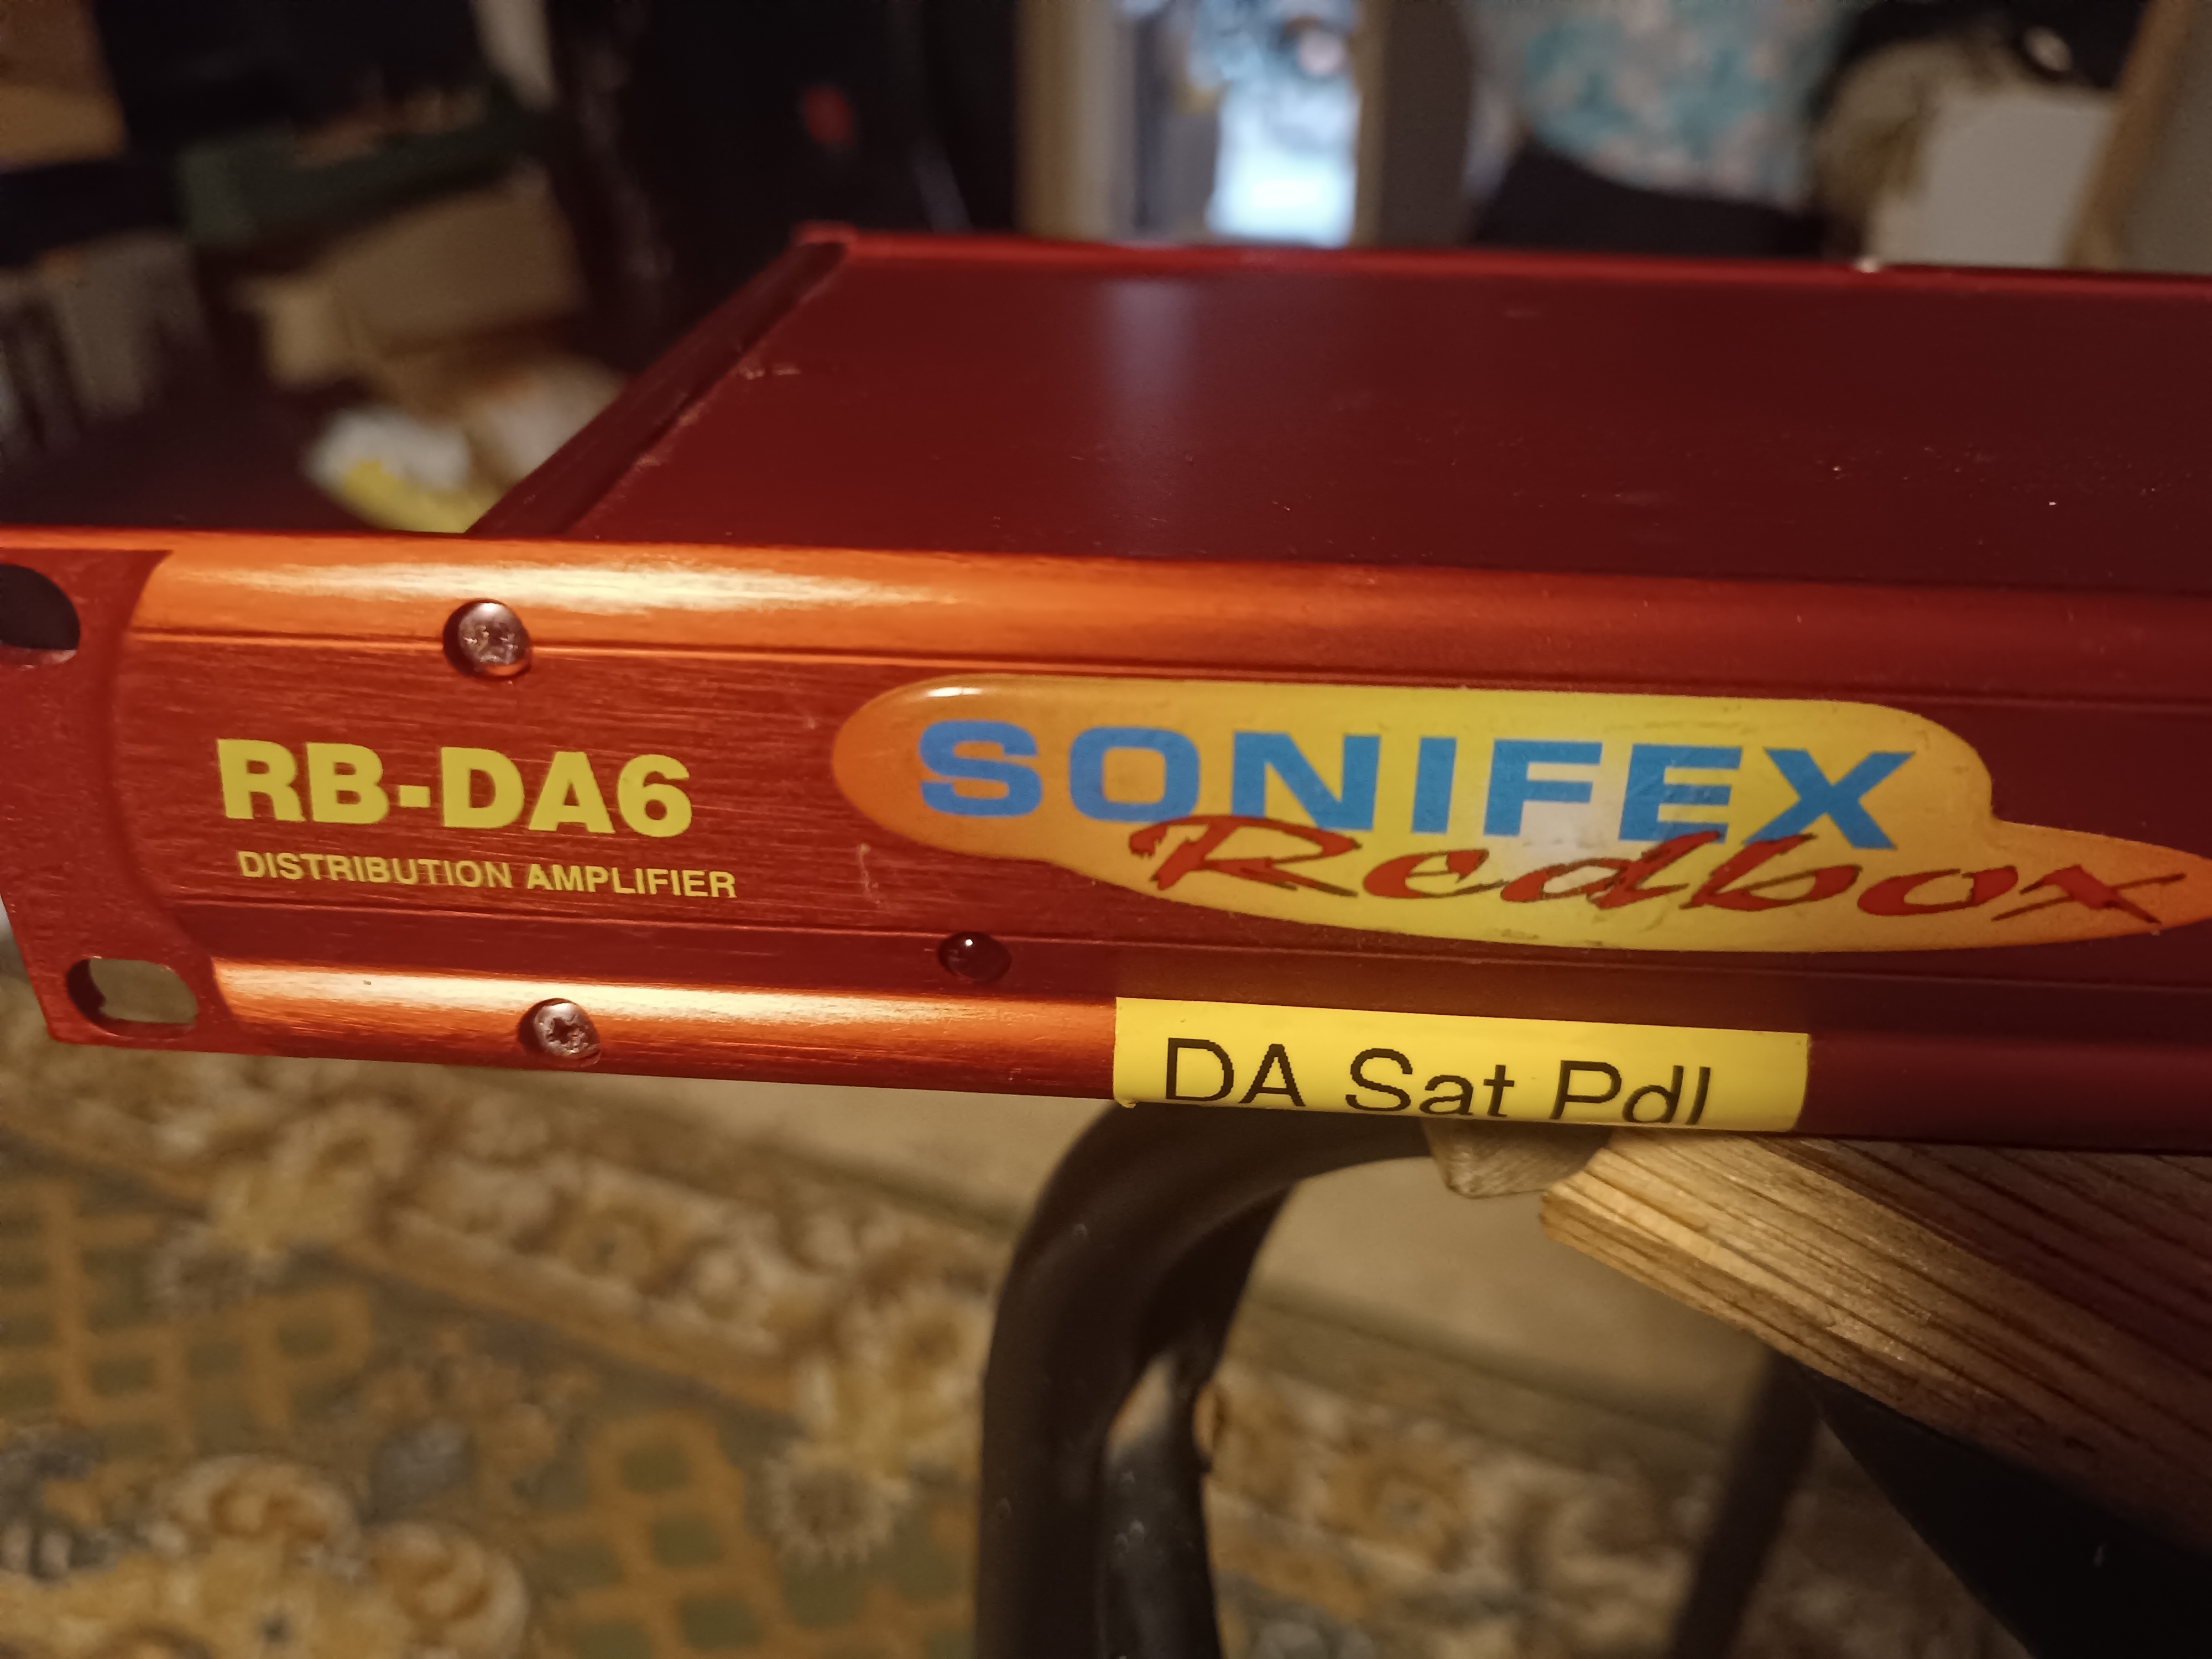 RB-DA6
DISTRIBUTION AMPLIFIER
SONIFEX
Redbox
DA Sat Pdl